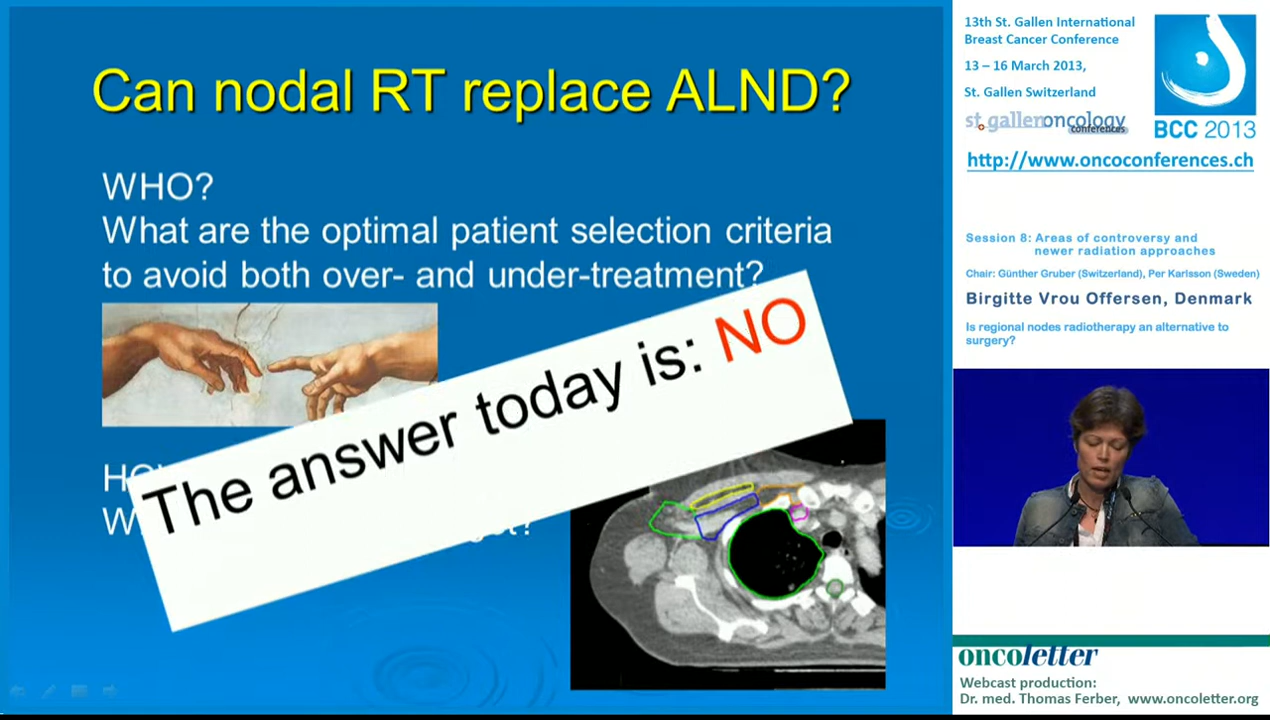 Can nodal RT replace ALND?
WHO?
What are the optimal patient selection criteria
to avoid both over- and under-treatment?
The answer today is: NO
13th St. Gallen International
Breast Cancer Conference
13 – 16 March 2013,
St. Gallen Switzerland
st.gallenoncology
conferences
BCC 2013
http://www.oncoconferences.ch
Session 8: Areas of controversy and
newer radiation approaches
Chair: Günther Gruber (Switzerland), Per Karlsson (Sweden)
Birgitte Vrou Offersen, Denmark
Is regional nodes radiotherapy an alternative to
surgery?
oncoletter
Webcast production:
Dr. med. Thomas Ferber, www.oncoletter.org